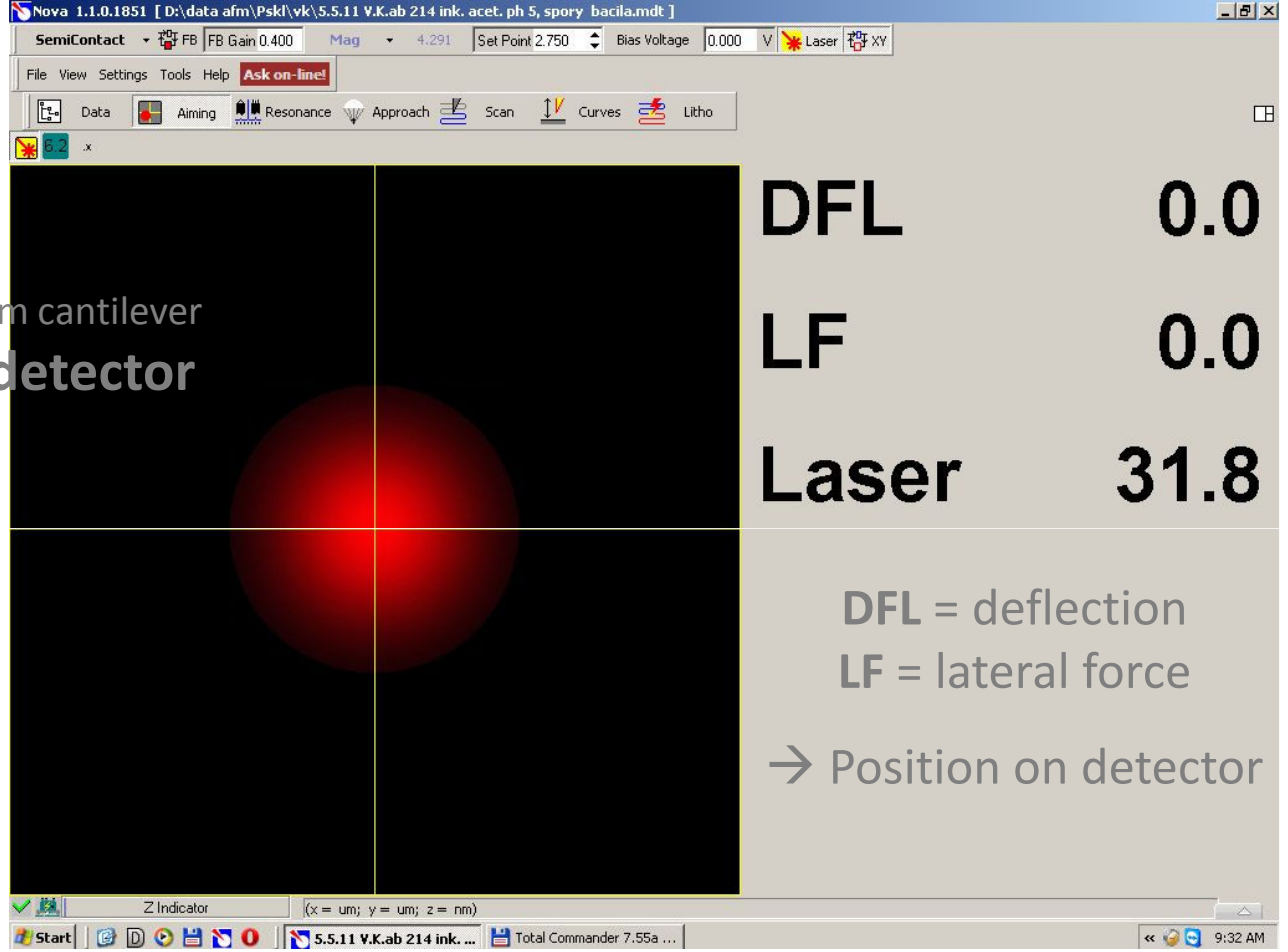 Nova 1.1.0.1851 [ D:\data afm\Pskl\vk\5.5.11 V.K.ab 214 ink. acet. ph 5, spory bacila.mdt ]
SemiContact FB FB Gain 0.400 Mag 4.291 Set Point 2.750 Bias Voltage 0.000 V Laser XY
File View Settings Tools Help Ask on-line!
Data Aiming Resonance Approach Scan Curves Litho
6.2 .x
DFL 0.0
m cantilever
LF 0.0
detector
Laser 31.8
DFL = deflection
LF = lateral force
→ Position on detector
Z Indicator (x = um; y = um; z = nm)
Start 5.5.11 V.K.ab 214 ink. ... Total Commander 7.55a ... « 9:32 AM